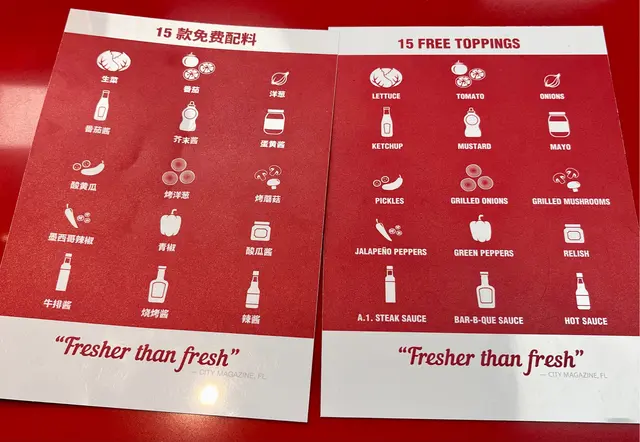 15 款免费配料
生菜
番茄
洋葱
番茄酱
芥末酱
蛋黄酱
酸黄瓜
烤洋葱
烤蘑菇
墨西哥辣椒
青椒
酸瓜酱
牛排酱
烧烤酱
辣酱
“Fresher than fresh”
— CITY MAGAZINE, FL
15 FREE TOPPINGS
LETTUCE
TOMATO
ONIONS
KETCHUP
MUSTARD
MAYO
PICKLES
GRILLED ONIONS
GRILLED MUSHROOMS
JALAPEÑO PEPPERS
GREEN PEPPERS
RELISH
A.1. STEAK SAUCE
BAR-B-QUE SAUCE
HOT SAUCE
“Fresher than fresh”
— CITY MAGAZINE, FL